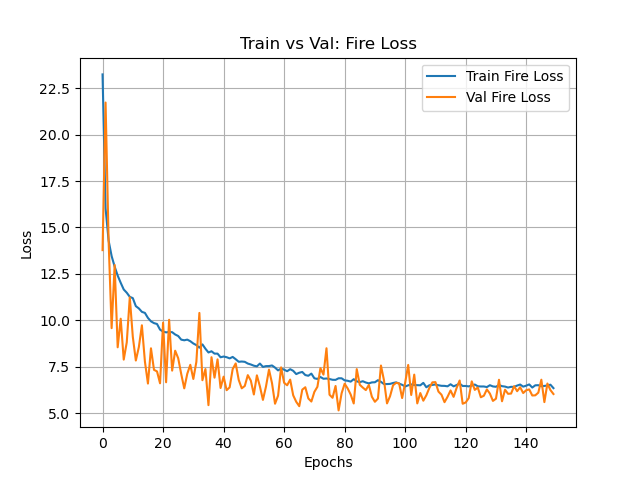 Train vs Val: Fire Loss
Train Fire Loss
Val Fire Loss
22.5
20.0
17.5
15.0
12.5
10.0
7.5
5.0
Loss
0 20 40 60 80 100 120 140
Epochs